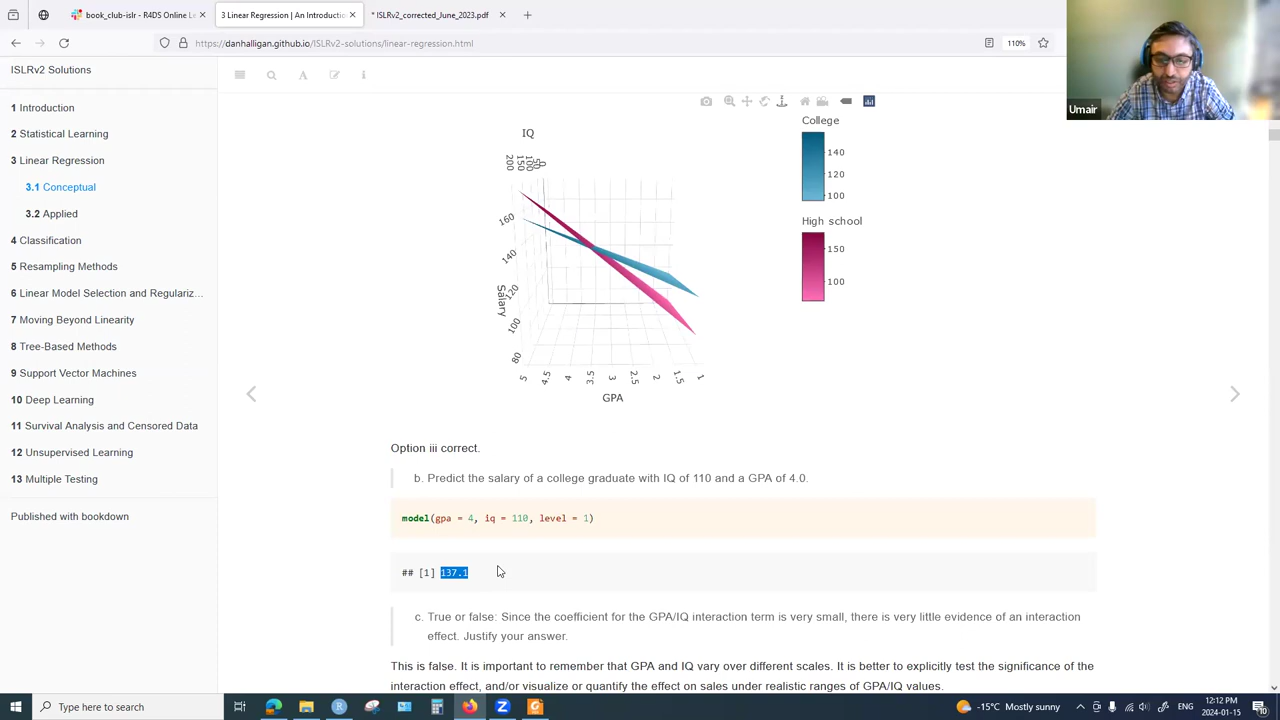 book_club-islr - R4DS Online Le
3 Linear Regression | An Introductio
* ISLRv2_corrected_June_2023.pdf
https://danhalligan.github.io/ISLRv2-solutions/linear-regression.html
110%
Umair
ISLRv2 Solutions
1 Introduction
2 Statistical Learning
3 Linear Regression
3.1 Conceptual
3.2 Applied
4 Classification
5 Resampling Methods
6 Linear Model Selection and Regulariz...
7 Moving Beyond Linearity
8 Tree-Based Methods
9 Support Vector Machines
10 Deep Learning
11 Survival Analysis and Censored Data
12 Unsupervised Learning
13 Multiple Testing
Published with bookdown
IQ
200 150 100 50 0
160
140
120
100
80
Salary
5 4.5 4 3.5 3 2.5 2 1.5 1
GPA
College
140
120
100
High school
150
100
Option iii correct.
b. Predict the salary of a college graduate with IQ of 110 and a GPA of 4.0.
model(gpa = 4, iq = 110, level = 1)
## [1] 137.1
c. True or false: Since the coefficient for the GPA/IQ interaction term is very small, there is very little evidence of an interaction
effect. Justify your answer.
This is false. It is important to remember that GPA and IQ vary over different scales. It is better to explicitly test the significance of the
interaction effect, and/or visualize or quantify the effect on sales under realistic ranges of GPA/IQ values.
Type here to search
-15°C Mostly sunny
12:12 PM
2024-01-15
10